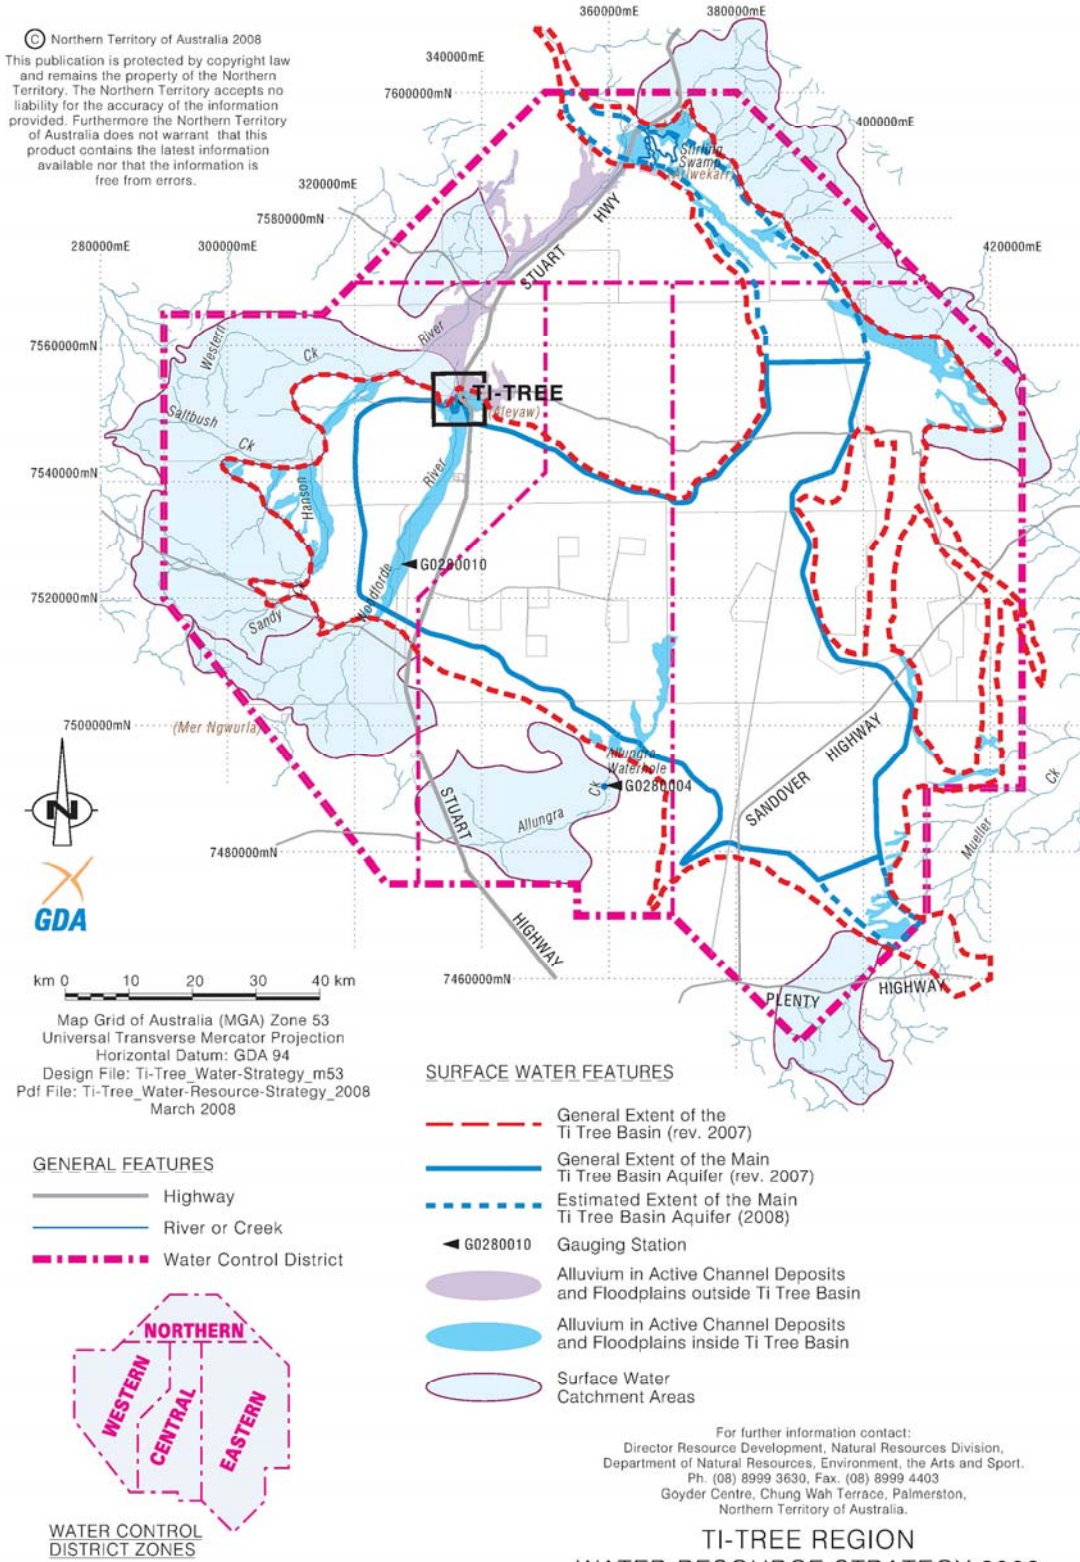 360000mE
380000mE
© Northern Territory of Australia 2008
This publication is protected by copyright law
and remains the property of the Northern
Territory. The Northern Territory accepts no
liability for the accuracy of the information
provided. Furthermore the Northern Territory
of Australia does not warrant that this
product contains the latest information
available nor that the information is
free from errors.
340000mE
7600000mN
400000mE
Stirling
Swamp
320000mE
7580000mN
HWY
STUART
280000mE
300000mE
420000mE
7560000mN
Western
Ck
River
TI-TREE
(Aleyaw)
Saltbush
Ck
7540000mN
Hanson
River
G0280010
Woodforde
7520000mN
Sandy
Ck
7500000mN
(Mer Ngwurla)
Allungra
Waterhole
G0280004
Ck
Allungra
SANDOVER
HIGHWAY
Ck
Mueller
N
STUART
7480000mN
GDA
HIGHWAY
7460000mN
PLENTY
HIGHWAY
km 0 10 20 30 40 km
Map Grid of Australia (MGA) Zone 53
Universal Transverse Mercator Projection
Horizontal Datum: GDA 94
Design File: Ti-Tree_Water-Strategy_m53
Pdf File: Ti-Tree_Water-Resource-Strategy_2008
March 2008
GENERAL FEATURES
Highway
River or Creek
Water Control District
NORTHERN
WESTERN
CENTRAL
EASTERN
WATER CONTROL
DISTRICT ZONES
SURFACE WATER FEATURES
General Extent of the
Ti Tree Basin (rev. 2007)
General Extent of the Main
Ti Tree Basin Aquifer (rev. 2007)
Estimated Extent of the Main
Ti Tree Basin Aquifer (2008)
G0280010 Gauging Station
Alluvium in Active Channel Deposits
and Floodplains outside Ti Tree Basin
Alluvium in Active Channel Deposits
and Floodplains inside Ti Tree Basin
Surface Water
Catchment Areas
For further information contact:
Director Resource Development, Natural Resources Division,
Department of Natural Resources, Environment, the Arts and Sport.
Ph. (08) 8999 3630, Fax. (08) 8999 4403
Goyder Centre, Chung Wah Terrace, Palmerston,
Northern Territory of Australia.
TI-TREE REGION